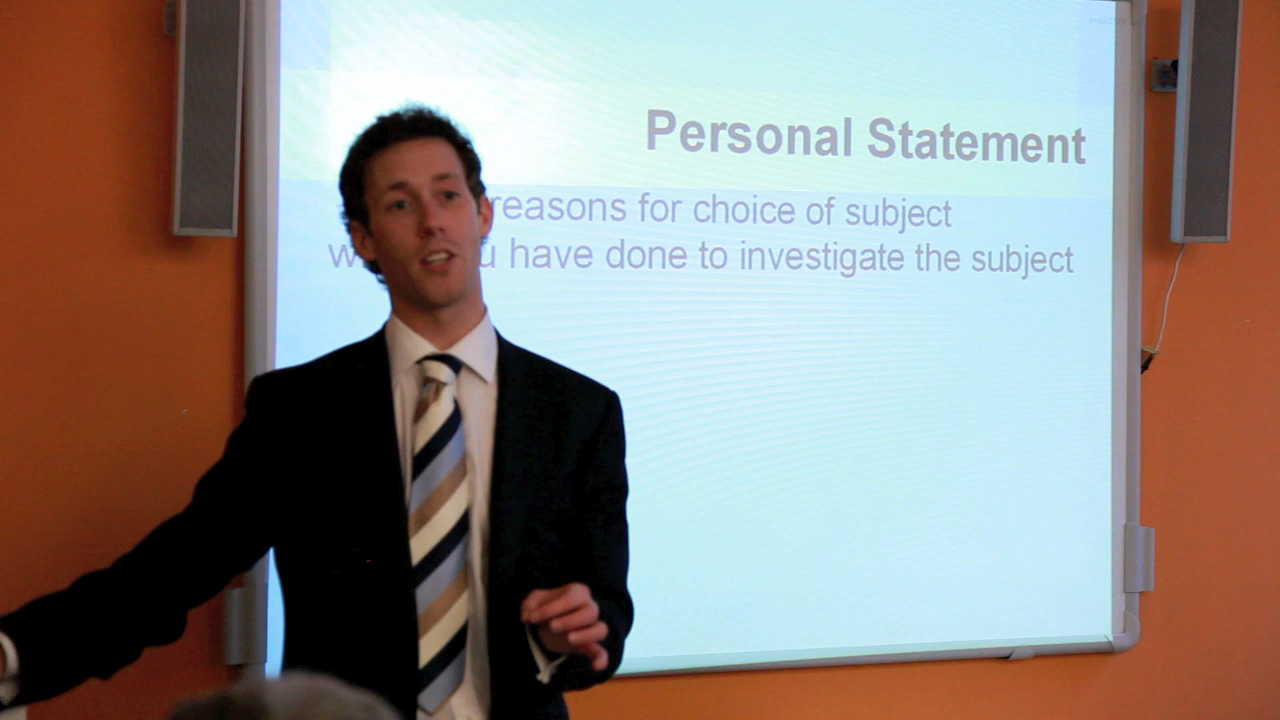 Personal Statement
reasons for choice of subject
have done to investigate the subject